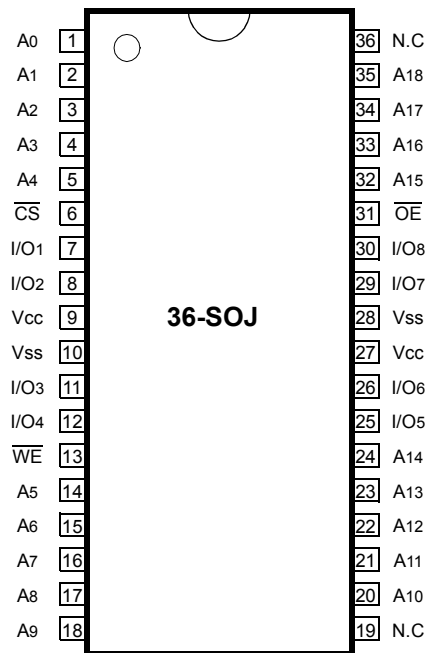 A0 1 36 N.C
A1 2 35 A18
A2 3 34 A17
A3 4 33 A16
A4 5 32 A15
C̅S̅ 6 31 O̅E̅
I/O1 7 30 I/O8
I/O2 8 29 I/O7
Vcc 9 36-SOJ 28 Vss
Vss 10 27 Vcc
I/O3 11 26 I/O6
I/O4 12 25 I/O5
W̅E̅ 13 24 A14
A5 14 23 A13
A6 15 22 A12
A7 16 21 A11
A8 17 20 A10
A9 18 19 N.C